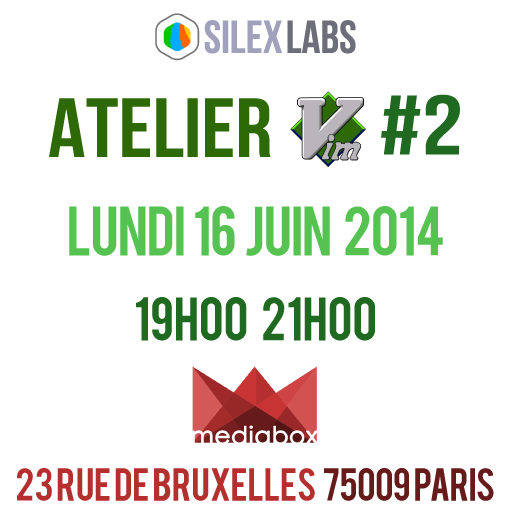 SILEX LABS
ATELIER Vim #2
LUNDI 16 JUIN 2014
19H00 21H00
mediabox
23 RUE DE BRUXELLES 75009 PARIS